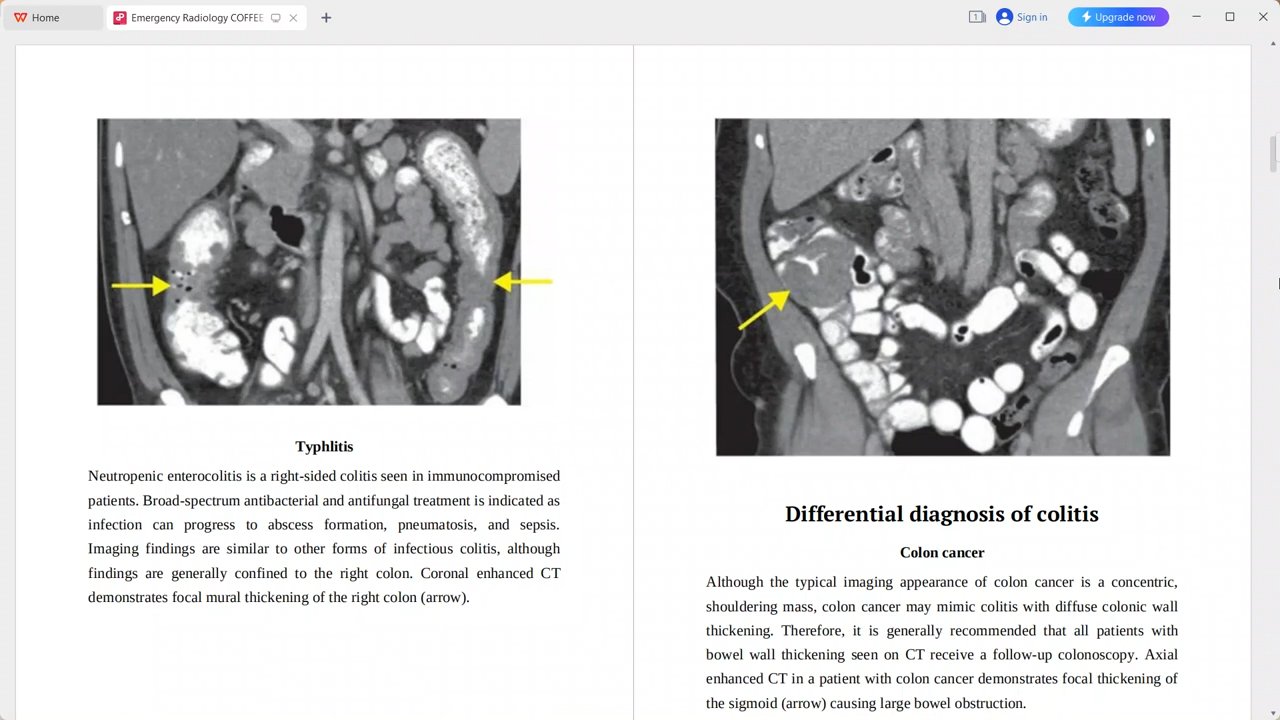 Home
Emergency Radiology COFFEE
1
Sign in
Upgrade now
Typhlitis
Neutropenic enterocolitis is a right-sided colitis seen in immunocompromised
patients. Broad-spectrum antibacterial and antifungal treatment is indicated as
infection can progress to abscess formation, pneumatosis, and sepsis.
Imaging findings are similar to other forms of infectious colitis, although
findings are generally confined to the right colon. Coronal enhanced CT
demonstrates focal mural thickening of the right colon (arrow).
Differential diagnosis of colitis
Colon cancer
Although the typical imaging appearance of colon cancer is a concentric,
shouldering mass, colon cancer may mimic colitis with diffuse colonic wall
thickening. Therefore, it is generally recommended that all patients with
bowel wall thickening seen on CT receive a follow-up colonoscopy. Axial
enhanced CT in a patient with colon cancer demonstrates focal thickening of
the sigmoid (arrow) causing large bowel obstruction.